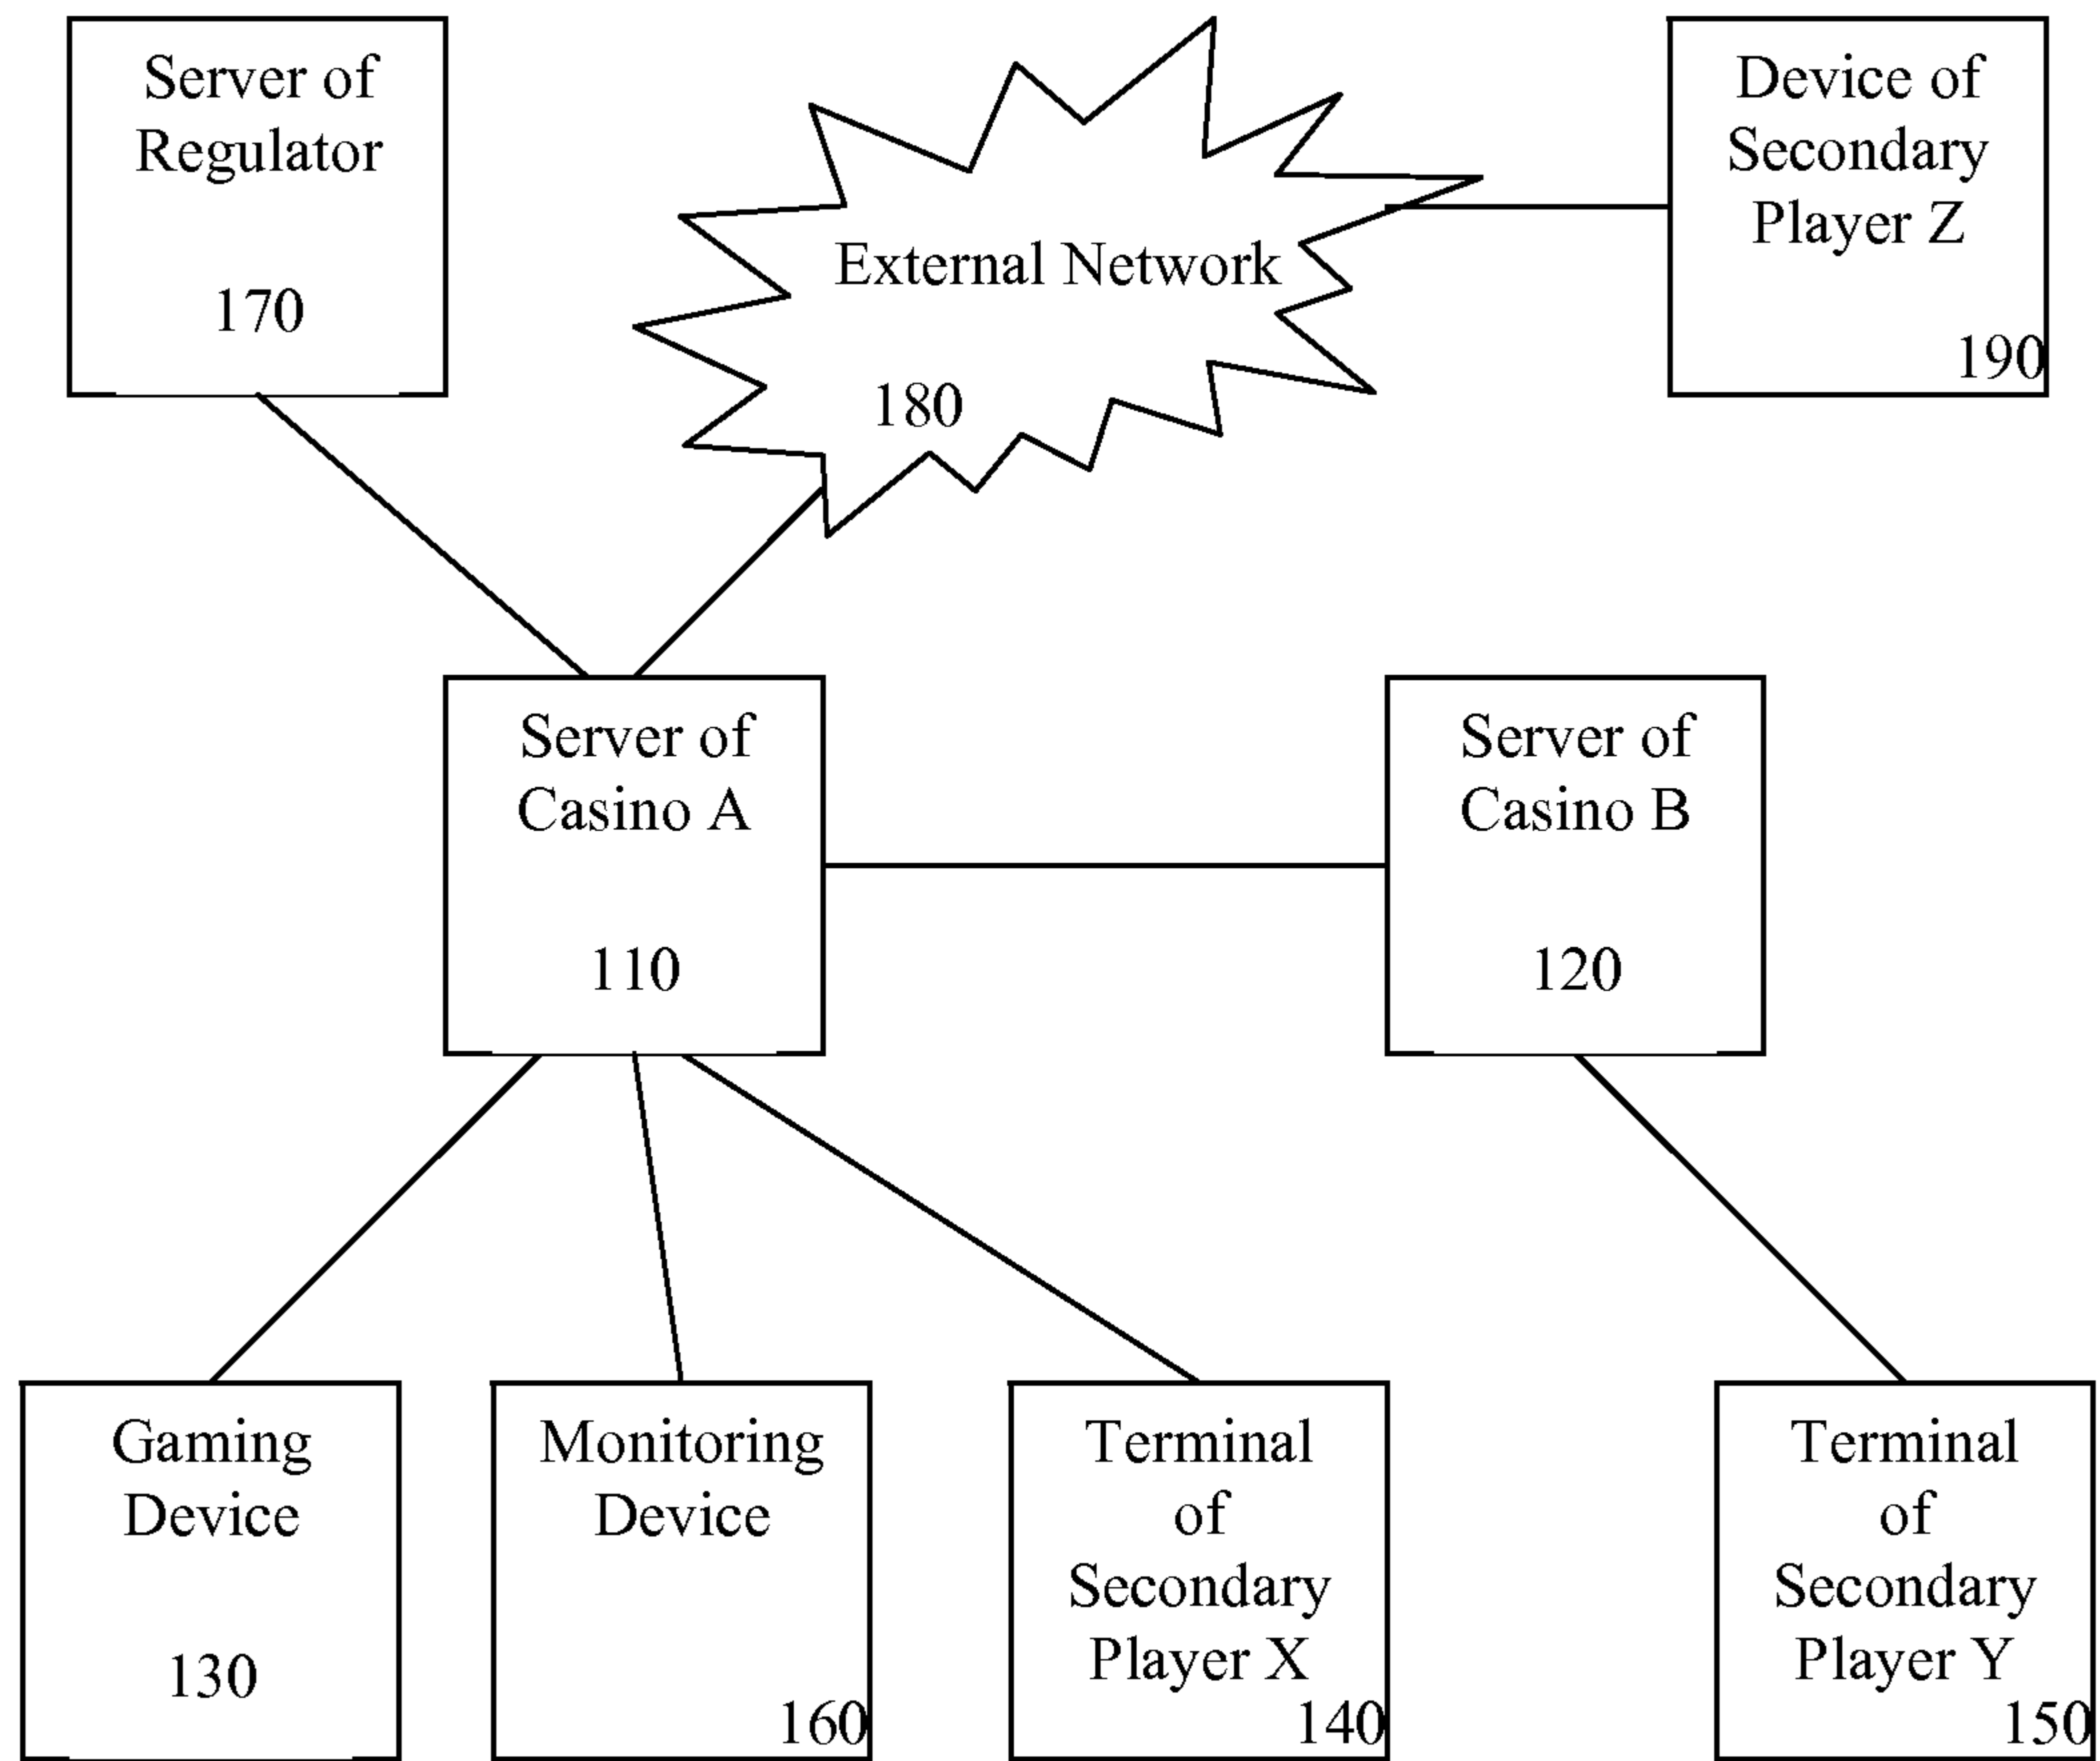 Server of
Regulator
170
External Network
180
Device of
Secondary
Player Z
190
Server of
Casino A
110
Server of
Casino B
120
Gaming
Device
130
Monitoring
Device
160
Terminal
of
Secondary
Player X
140
Terminal
of
Secondary
Player Y
150